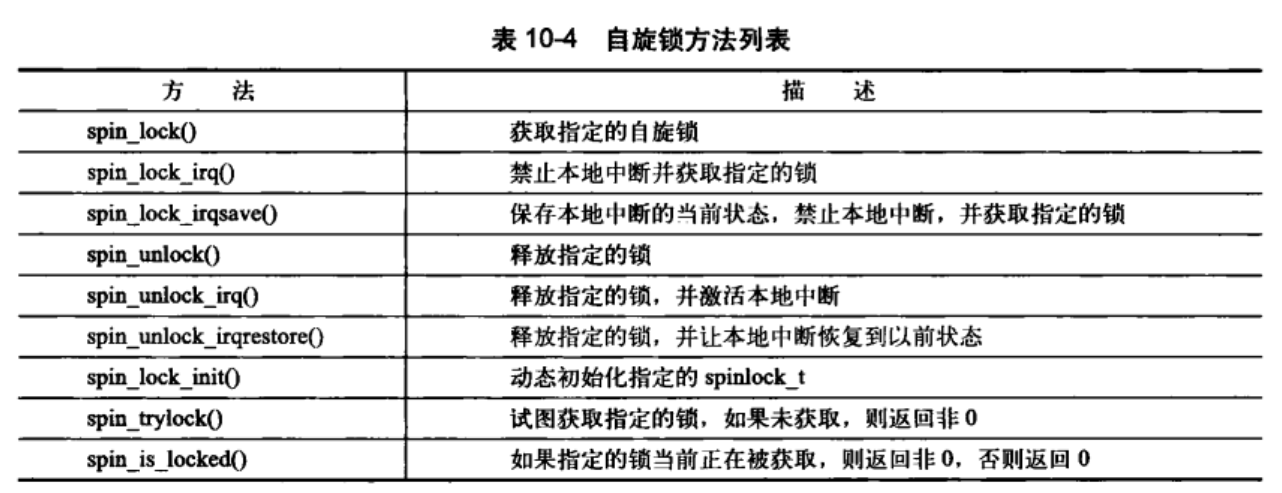 表 10-4 自旋锁方法列表
方 法 描 述
spin_lock() 获取指定的自旋锁
spin_lock_irq() 禁止本地中断并获取指定的锁
spin_lock_irqsave() 保存本地中断的当前状态，禁止本地中断，并获取指定的锁
spin_unlock() 释放指定的锁
spin_unlock_irq() 释放指定的锁，并激活本地中断
spin_unlock_irqrestore() 释放指定的锁，并让本地中断恢复到以前状态
spin_lock_init() 动态初始化指定的 spinlock_t
spin_trylock() 试图获取指定的锁，如果未获取，则返回非 0
spin_is_locked() 如果指定的锁当前正在被获取，则返回非 0，否则返回 0